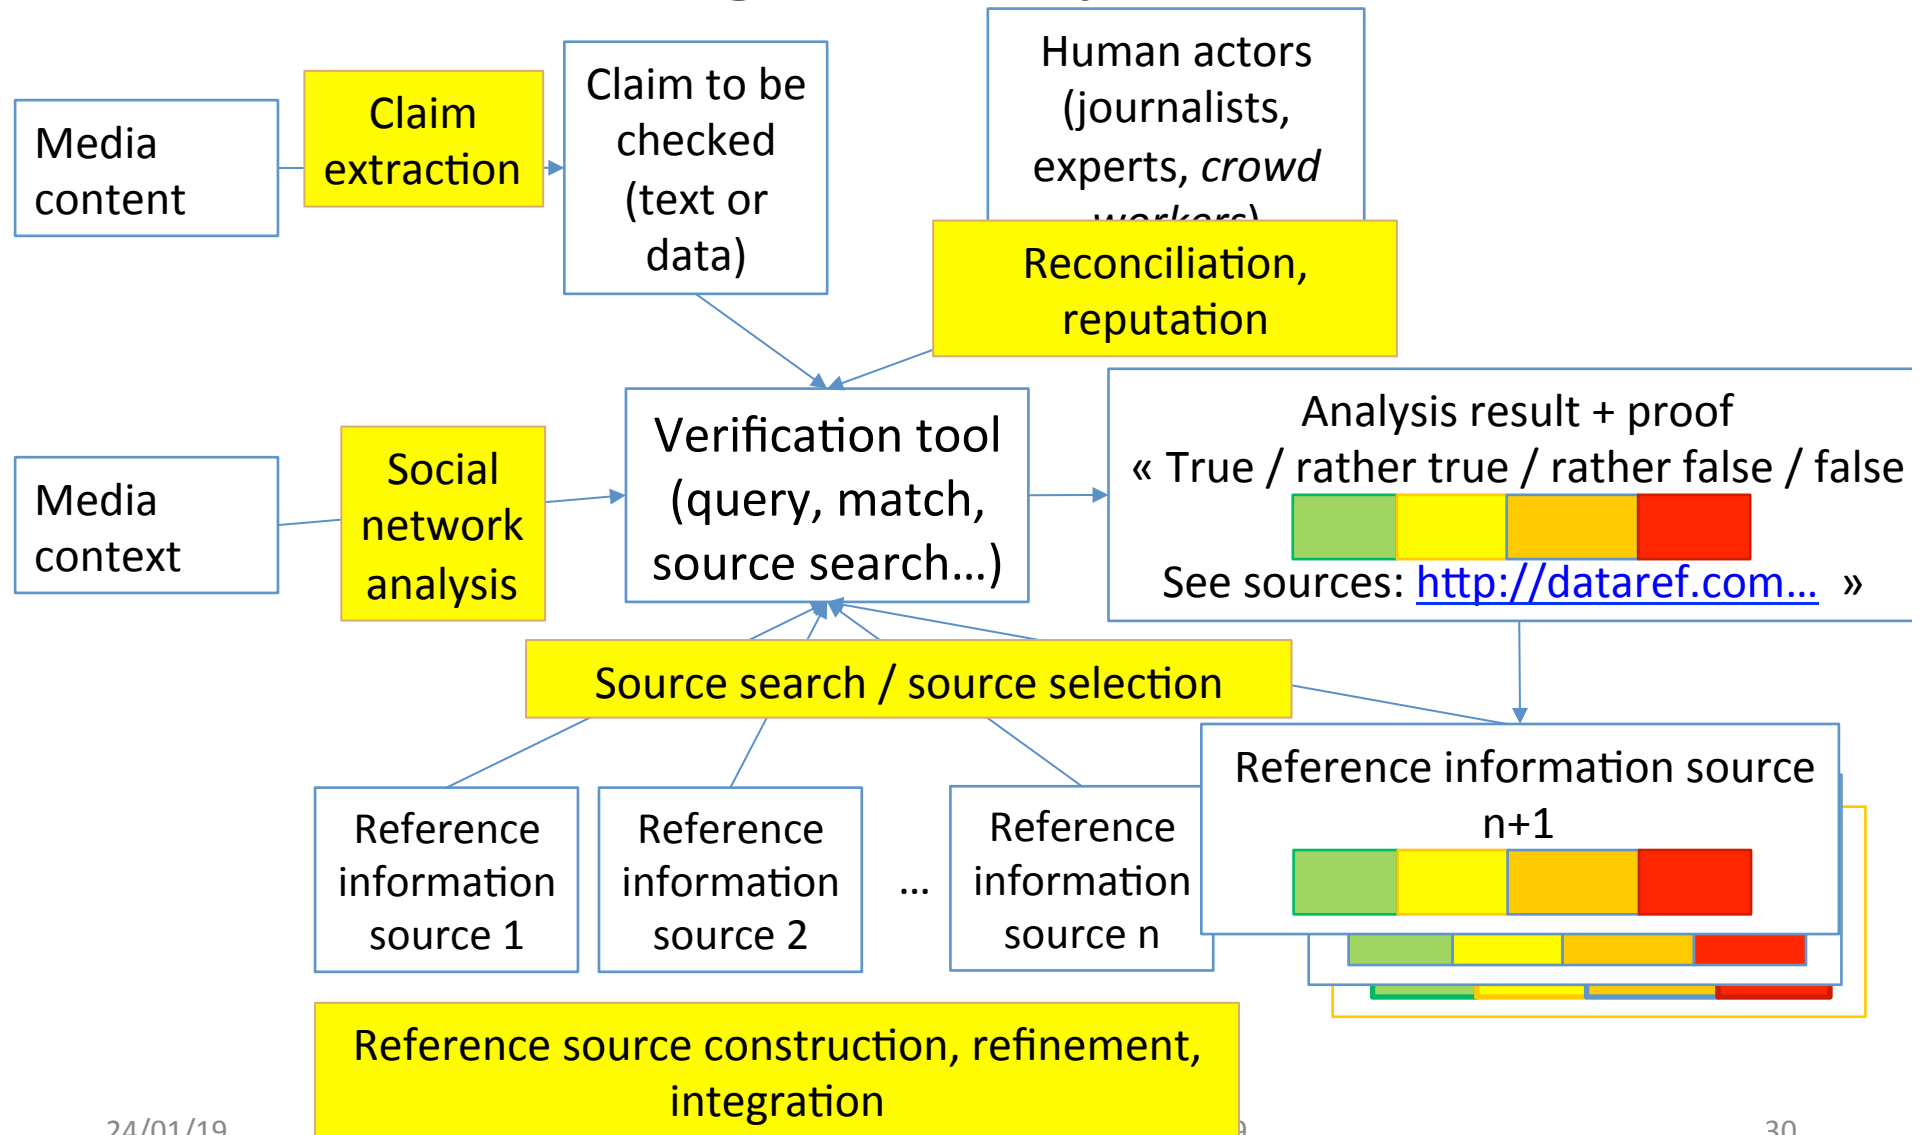 Media
content
Claim
extraction
Claim to be
checked
(text or
data)
Human actors
(journalists,
experts, crowd
workers)
Reconciliation,
reputation
Media
context
Social
network
analysis
Verification tool
(query, match,
source search…)
Analysis result + proof
« True / rather true / rather false / false
See sources: http://dataref.com… »
Source search / source selection
Reference
information
source 1
Reference
information
source 2
…
Reference
information
source n
Reference information source
n+1
Reference source construction, refinement,
integration
24/01/19
30